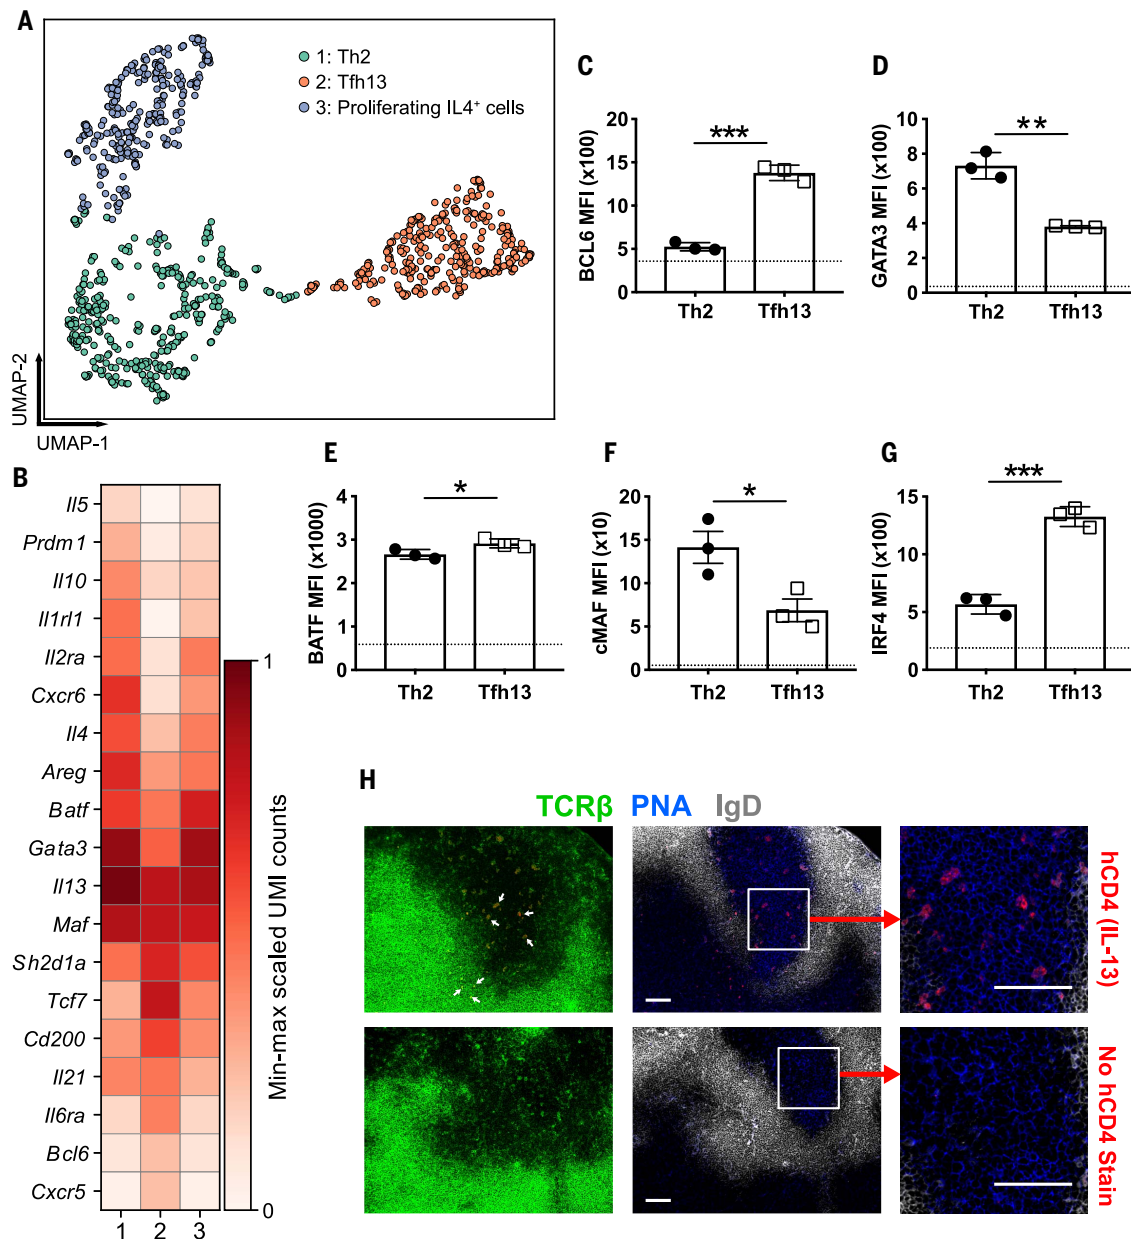 A
1: Th2
2: Tfh13
3: Proliferating IL4⁺ cells
UMAP-2
UMAP-1
C
BCL6 MFI (x100)
20
15
10
5
0
***
Th2
Tfh13
D
GATA3 MFI (x100)
10
8
6
4
2
0
**
Th2
Tfh13
B
Il5
Prdm1
Il10
Il1rl1
Il2ra
Cxcr6
Il4
Areg
Batf
Gata3
Il13
Maf
Sh2d1a
Tcf7
Cd200
Il21
Il6ra
Bcl6
Cxcr5
1 2 3
1
0
Min-max scaled UMI counts
E
BATF MFI (x1000)
4
3
2
1
0
*
Th2
Tfh13
F
cMAF MFI (x10)
20
15
10
5
0
*
Th2
Tfh13
G
IRF4 MFI (x100)
15
10
5
0
***
Th2
Tfh13
H
TCRβ PNA IgD
hCD4 (IL-13)
No hCD4 Stain